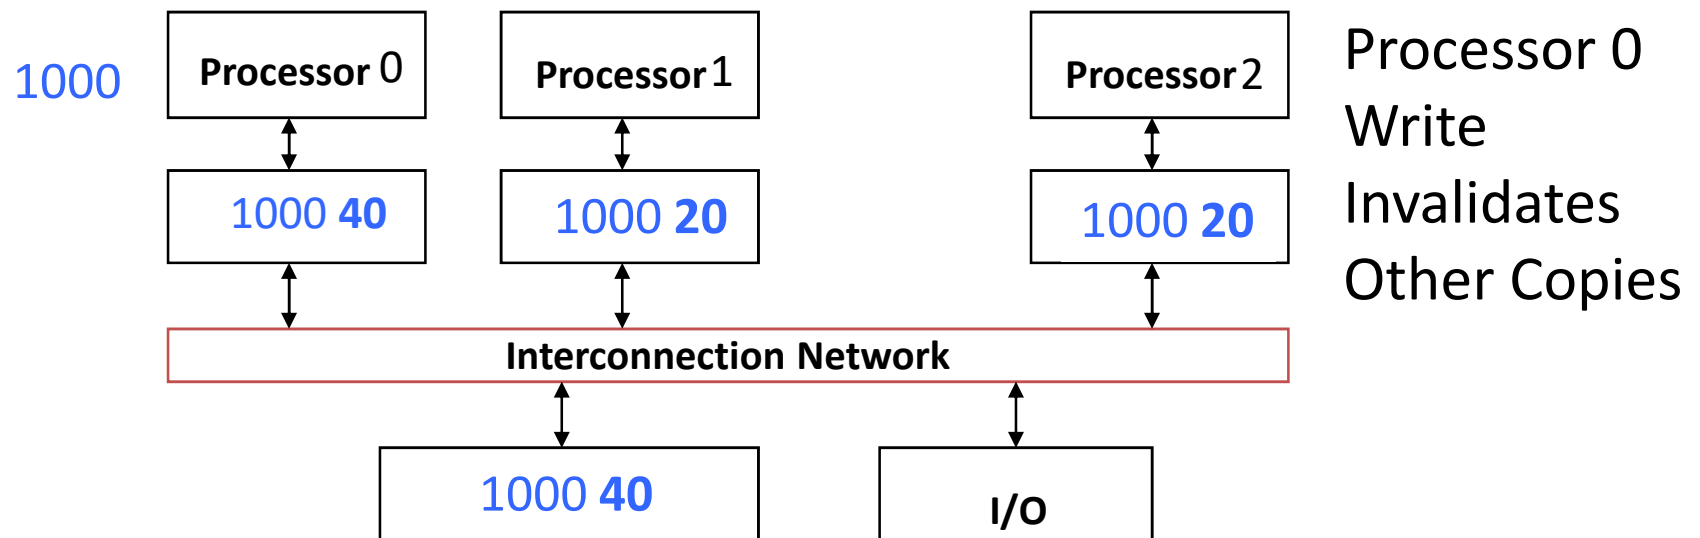 1000
Processor 0
Processor 1
Processor 2
1000 40
1000 20
1000 20
Interconnection Network
1000 40
I/O
Processor 0
Write
Invalidates
Other Copies